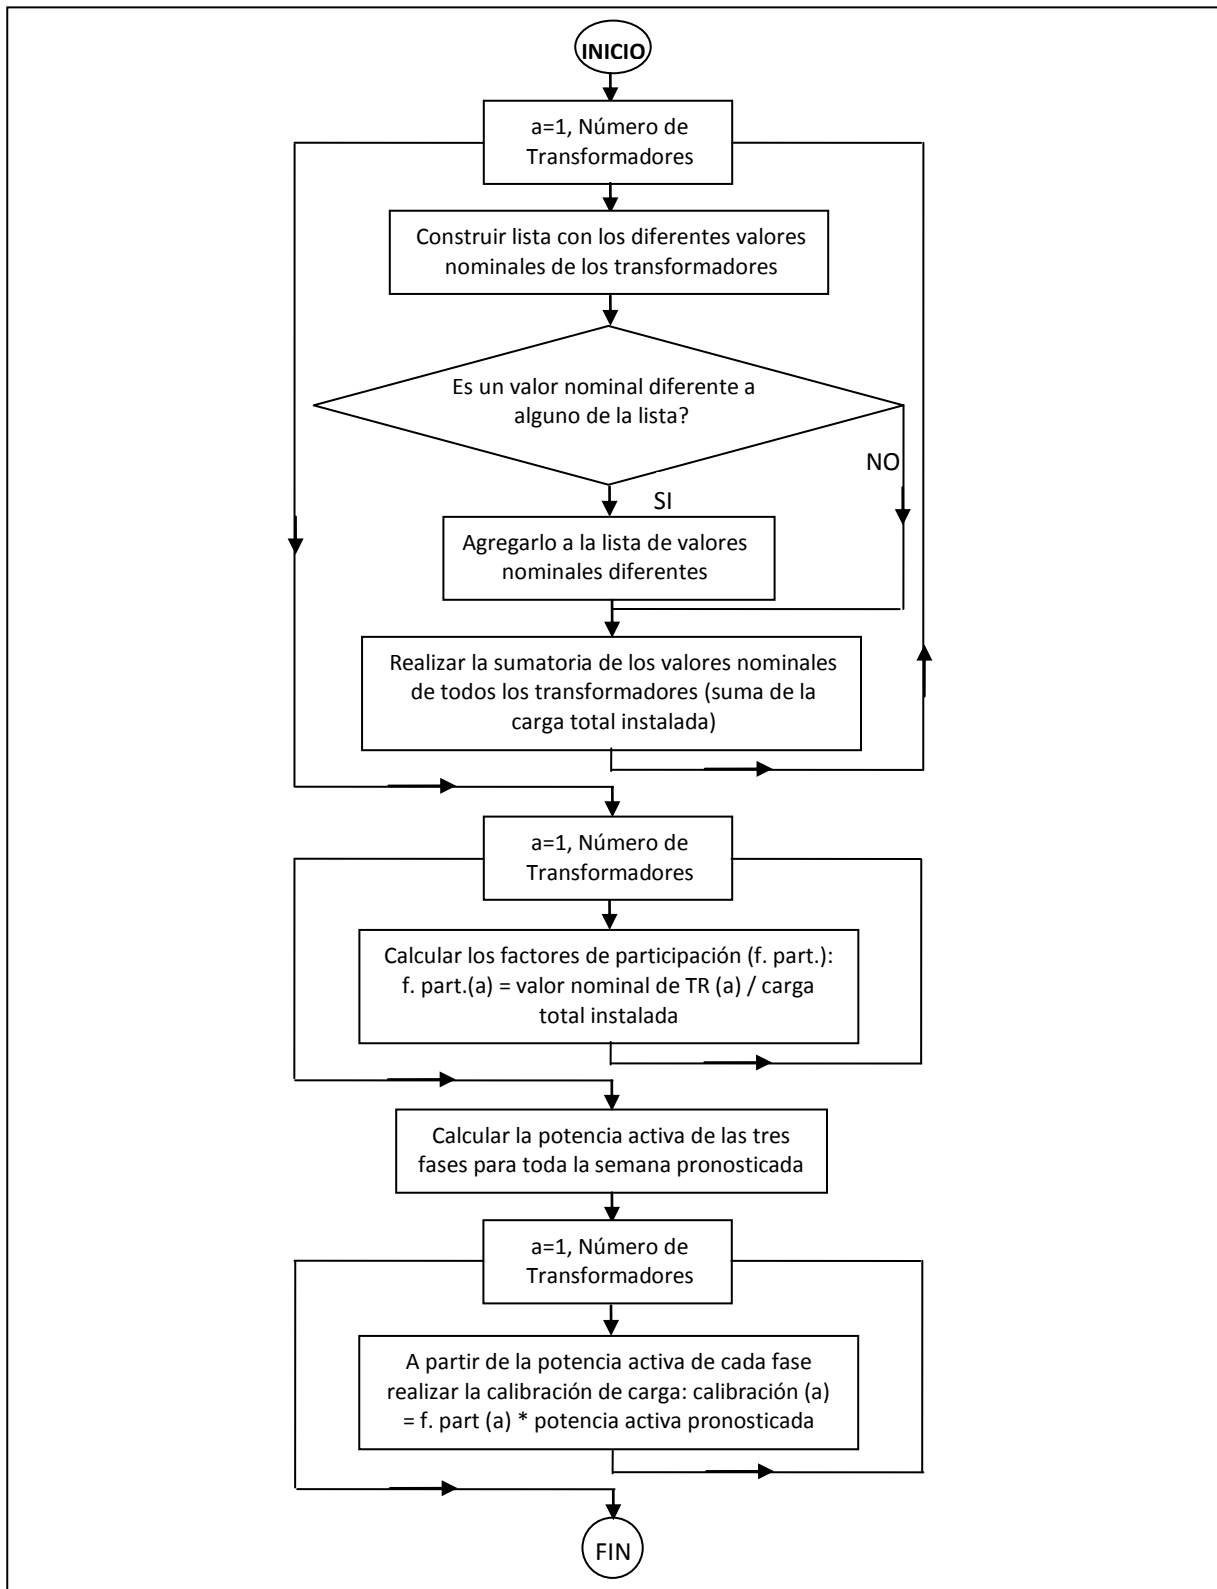 INICIO
a=1, Número de
Transformadores
Construir lista con los diferentes valores
nominales de los transformadores
Es un valor nominal diferente a
alguno de la lista?
NO
SI
Agregarlo a la lista de valores
nominales diferentes
Realizar la sumatoria de los valores nominales
de todos los transformadores (suma de la
carga total instalada)
a=1, Número de
Transformadores
Calcular los factores de participación (f. part.):
f. part.(a) = valor nominal de TR (a) / carga
total instalada
Calcular la potencia activa de las tres
fases para toda la semana pronosticada
a=1, Número de
Transformadores
A partir de la potencia activa de cada fase
realizar la calibración de carga: calibración (a)
= f. part (a) * potencia activa pronosticada
FIN